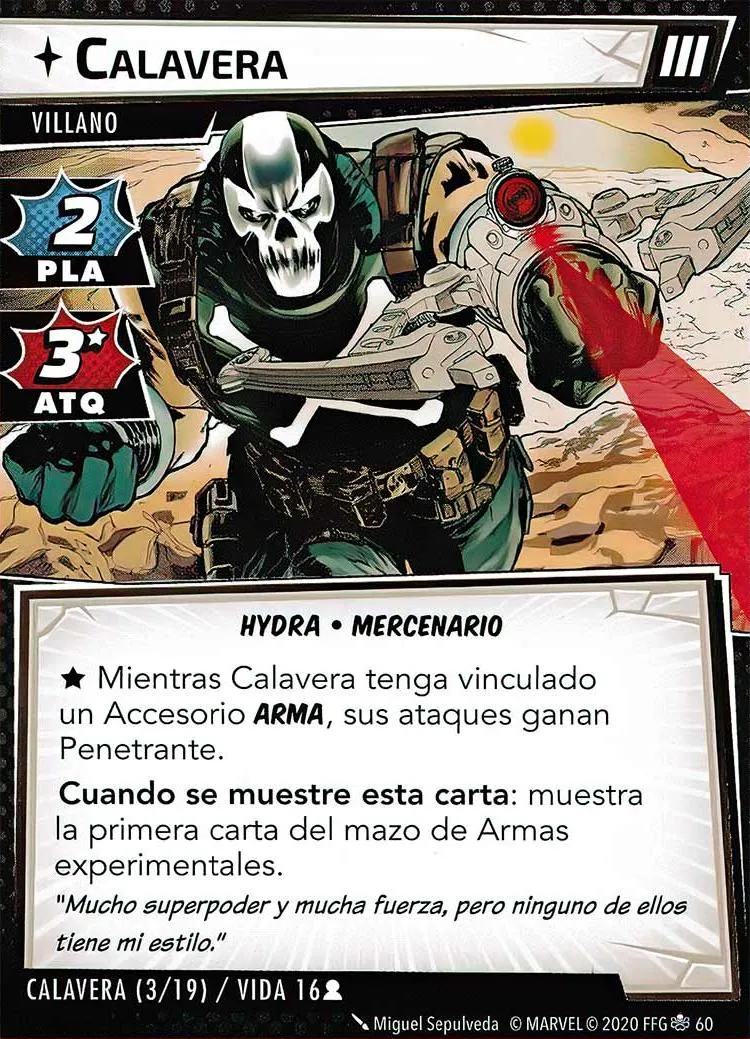 CALAVERA
III
VILLANO
2
PLA
3
ATQ
HYDRA • MERCENARIO
★ Mientras Calavera tenga vinculado
un Accesorio ARMA, sus ataques ganan
Penetrante.
Cuando se muestre esta carta: muestra
la primera carta del mazo de Armas
experimentales.
"Mucho superpoder y mucha fuerza, pero ninguno de ellos
tiene mi estilo."
CALAVERA (3/19) / VIDA 16
Miguel Sepulveda © MARVEL © 2020 FFG 60